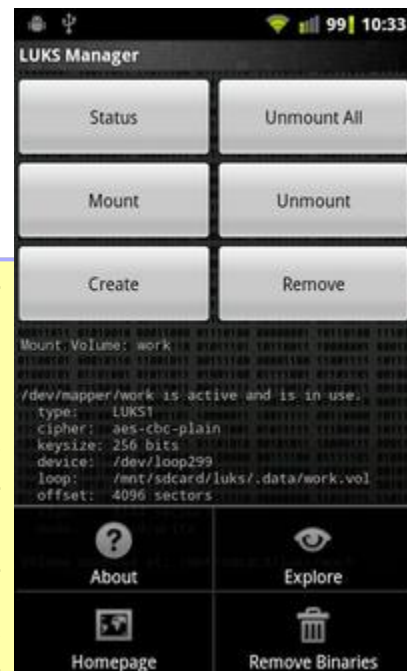 99 10:33
LUKS Manager
Status Unmount All
Mount Unmount
Create Remove
Mount Volume: work
/dev/mapper/work is active and is in use.
type: LUKS1
cipher: aes-cbc-plain
keysize: 256 bits
device: /dev/loop299
loop: /mnt/sdcard/luks/.data/work.vol
offset: 4096 sectors
About Explore
Homepage Remove Binaries